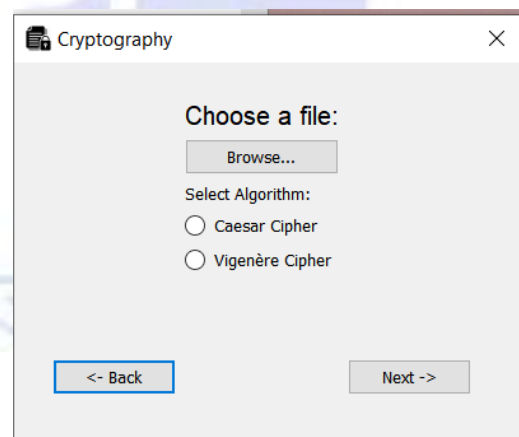 Cryptography
Choose a file:
Browse...
Select Algorithm:
Caesar Cipher
Vigenère Cipher
<- Back
Next ->